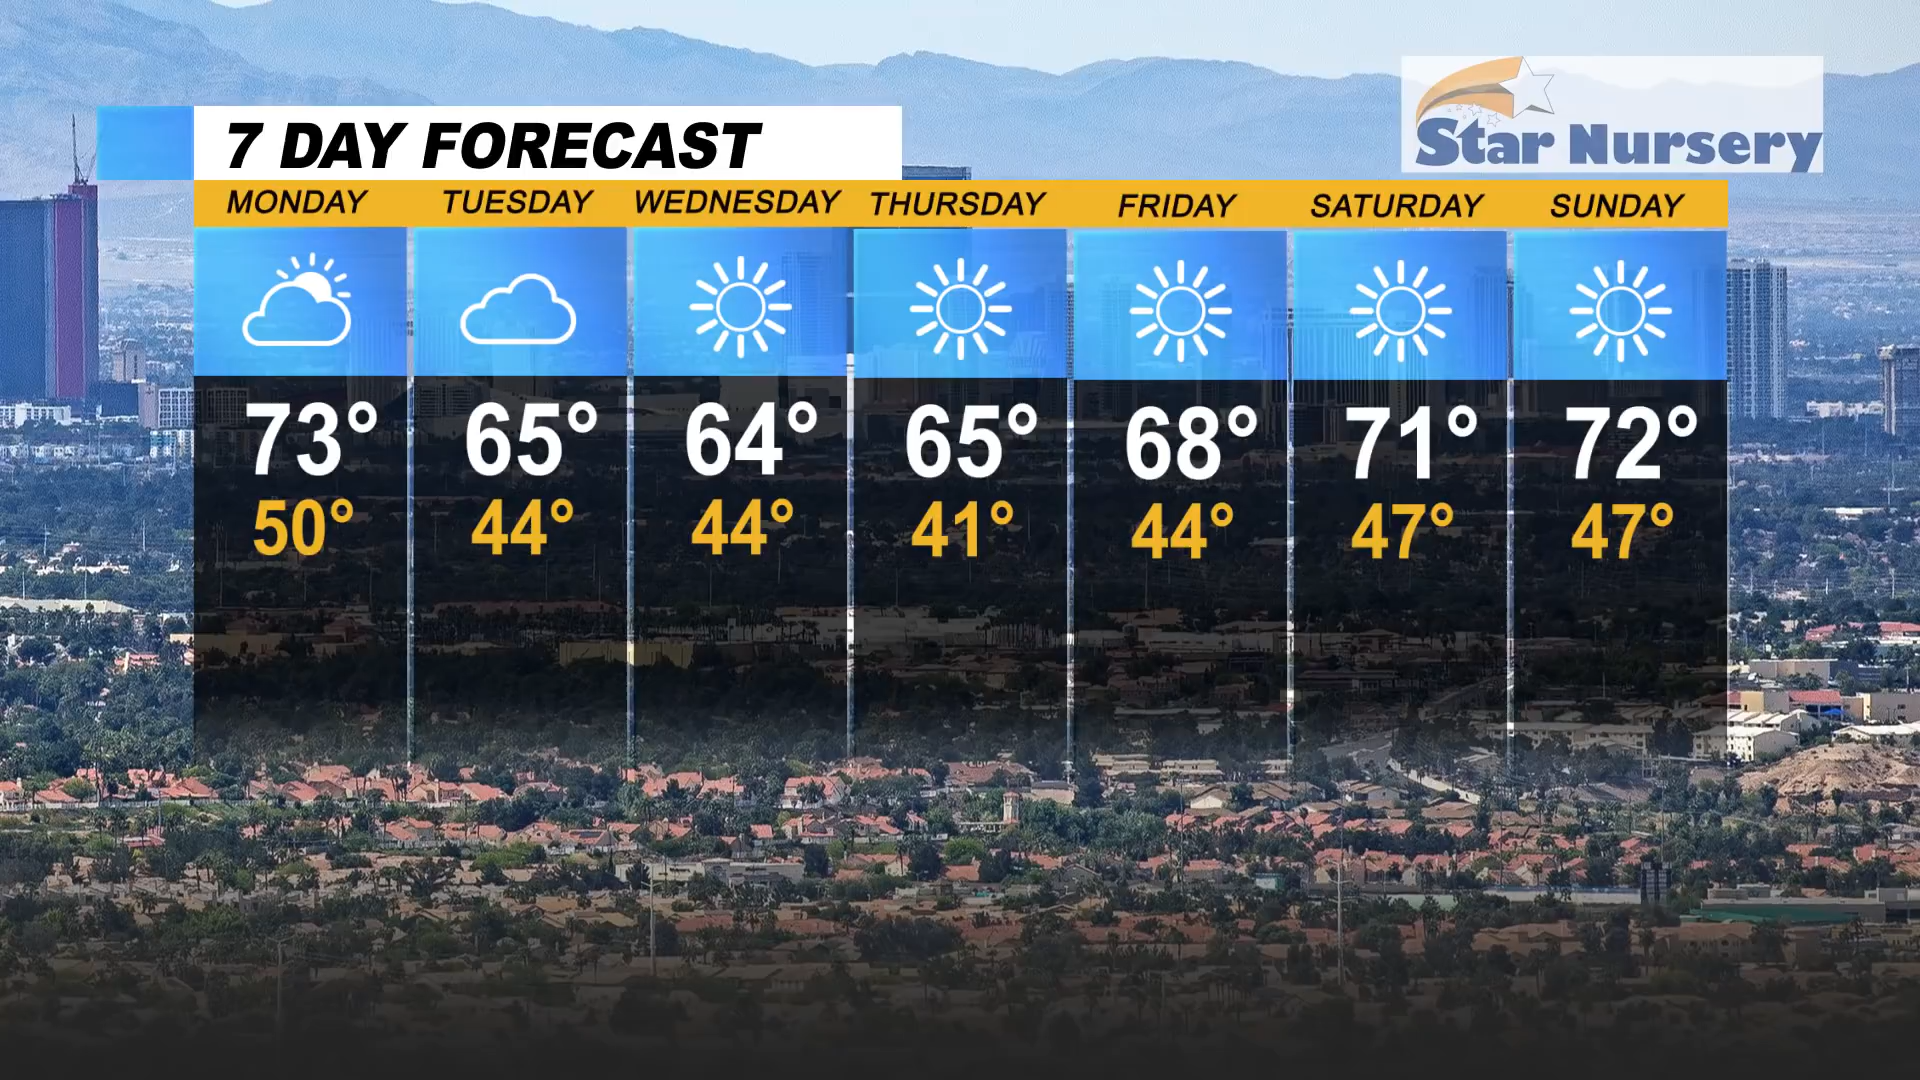 7 DAY FORECAST
Star Nursery
MONDAY TUESDAY WEDNESDAY THURSDAY FRIDAY SATURDAY SUNDAY
73° 65° 64° 65° 68° 71° 72°
50° 44° 44° 41° 44° 47° 47°